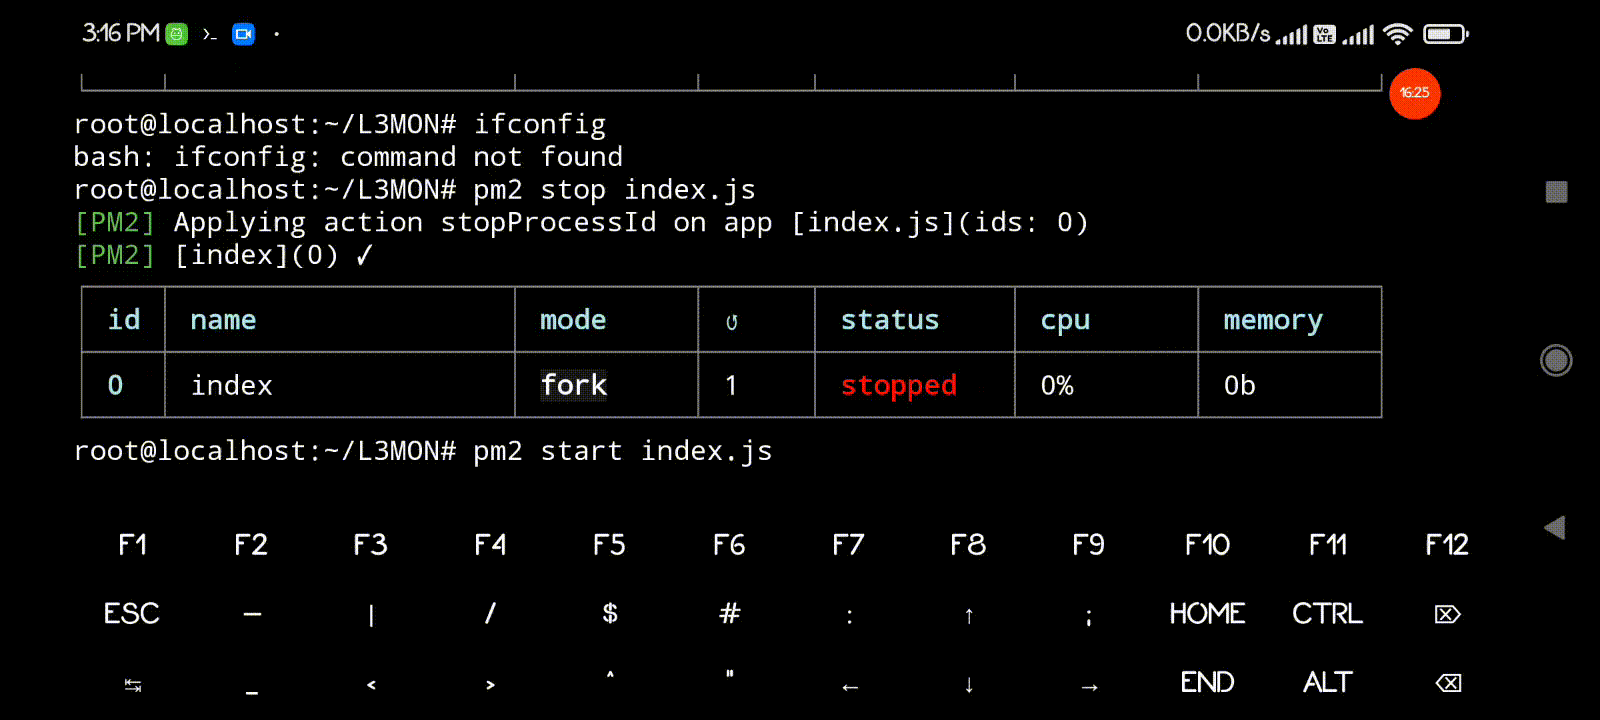 3:16 PM >_ 0.0KB/s Vo LTE
16:25
root@localhost:~/L3MON# ifconfig
bash: ifconfig: command not found
root@localhost:~/L3MON# pm2 stop index.js
[PM2] Applying action stopProcessId on app [index.js](ids: 0)
[PM2] [index](0) ✓
id name mode ↺ status cpu memory
0 index fork 1 stopped 0% 0b
root@localhost:~/L3MON# pm2 start index.js
F1 F2 F3 F4 F5 F6 F7 F8 F9 F10 F11 F12
ESC — | / $ # : ↑ ; HOME CTRL ⌦
↹ _ < > ^ " ← ↓ → END ALT ⌫